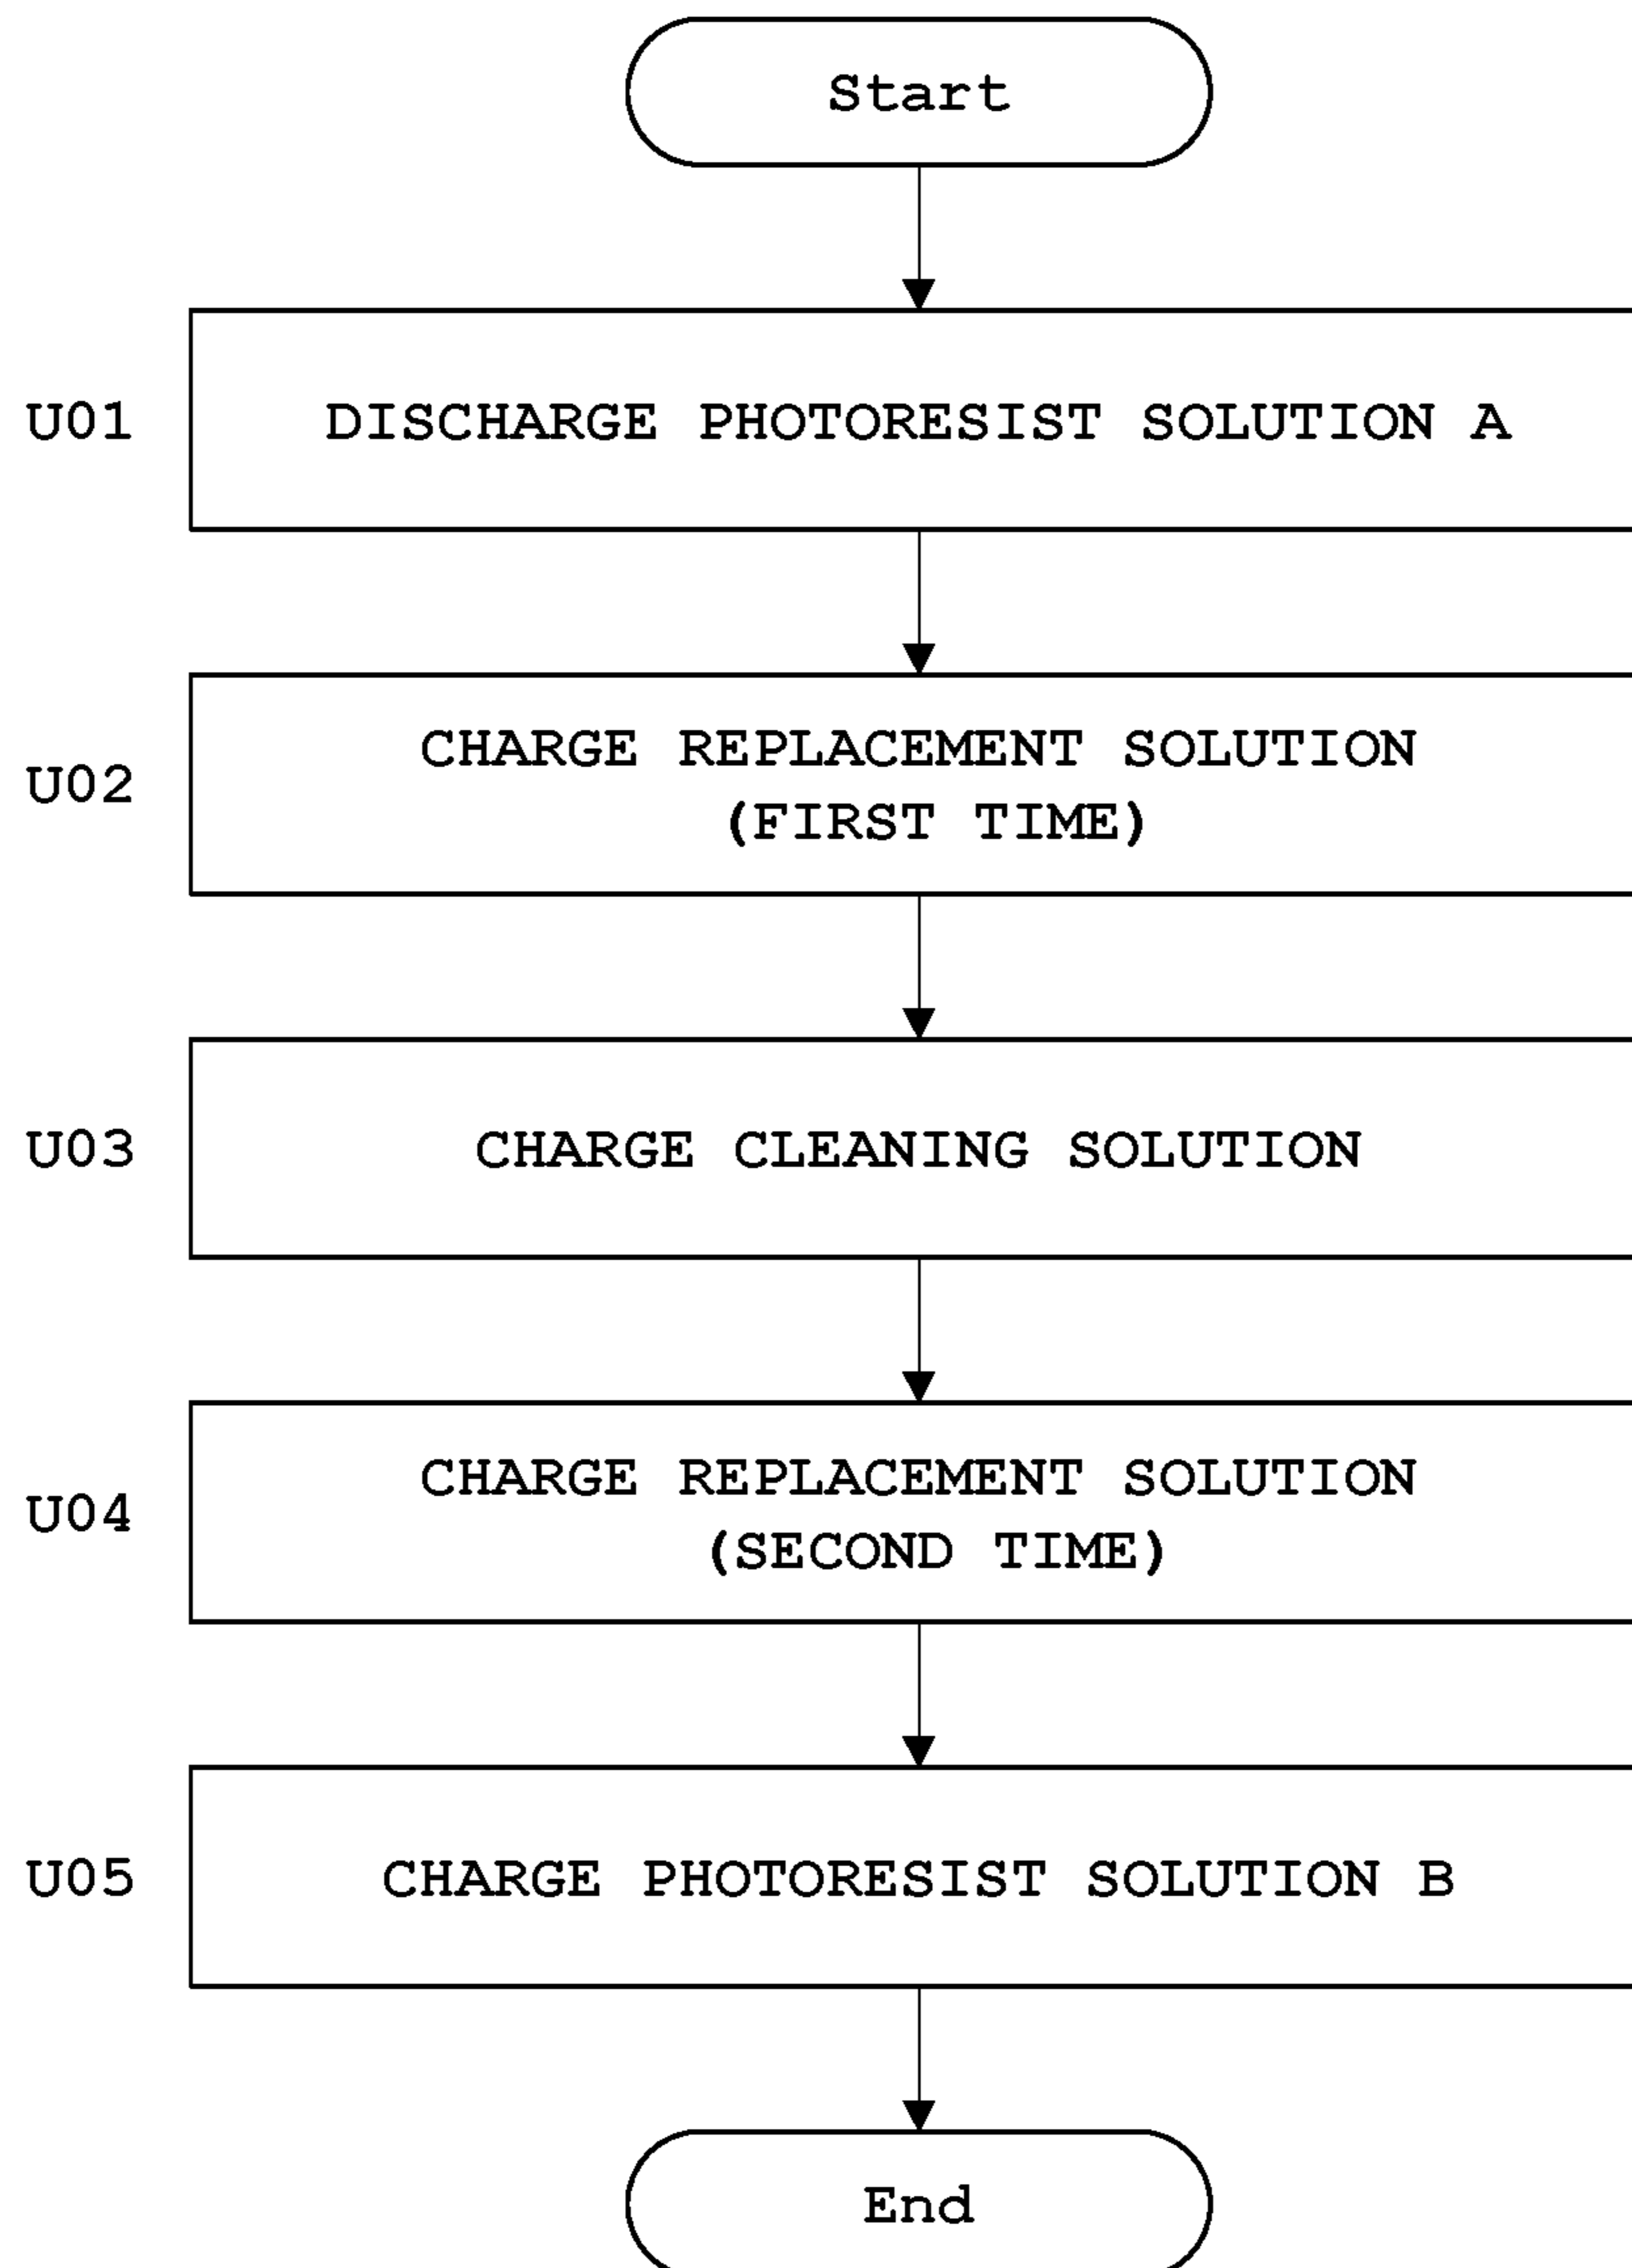 Start
U01
DISCHARGE PHOTORESIST SOLUTION A
U02
CHARGE REPLACEMENT SOLUTION
(FIRST TIME)
U03
CHARGE CLEANING SOLUTION
U04
CHARGE REPLACEMENT SOLUTION
(SECOND TIME)
U05
CHARGE PHOTORESIST SOLUTION B
End